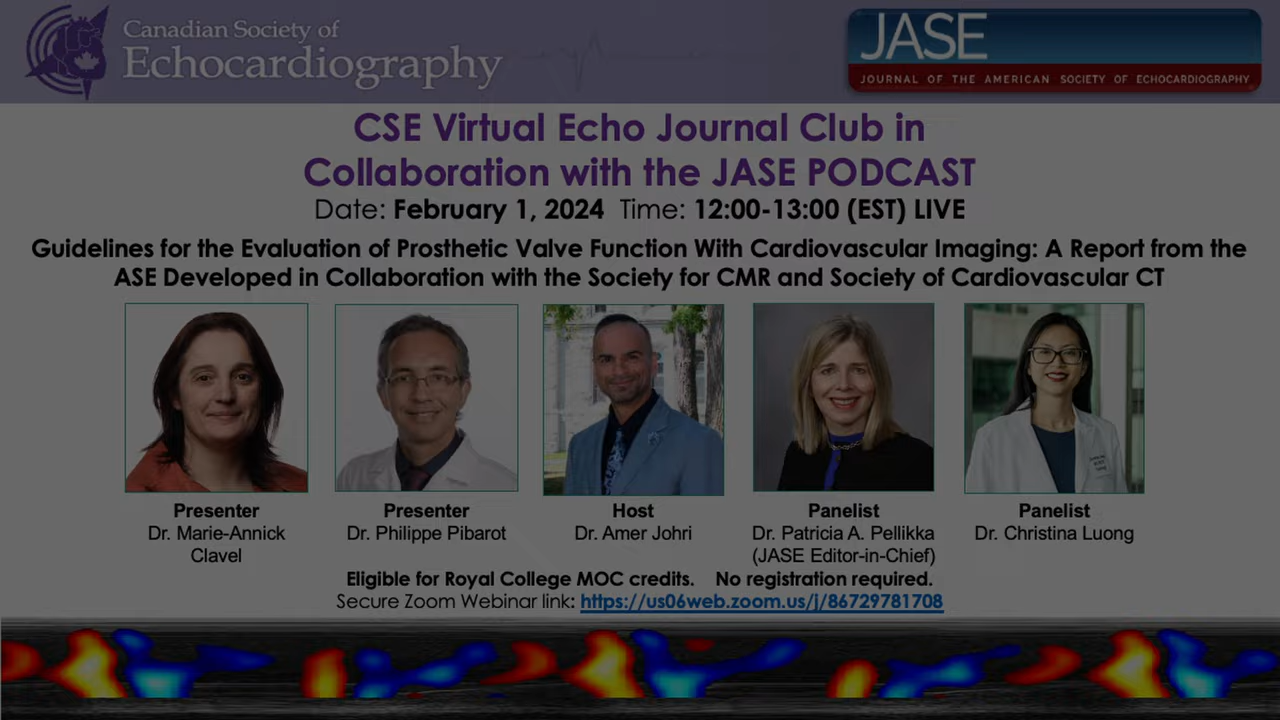 Canadian Society of
Echocardiography
JASE
JOURNAL OF THE AMERICAN SOCIETY OF ECHOCARDIOGRAPHY
CSE Virtual Echo Journal Club in
Collaboration with the JASE PODCAST
Date: February 1, 2024 Time: 12:00-13:00 (EST) LIVE
Guidelines for the Evaluation of Prosthetic Valve Function With Cardiovascular Imaging: A Report from the
ASE Developed in Collaboration with the Society for CMR and Society of Cardiovascular CT
Presenter
Dr. Marie-Annick
Clavel
Presenter
Dr. Philippe Pibarot
Host
Dr. Amer Johri
Panelist
Dr. Patricia A. Pellikka
(JASE Editor-in-Chief)
Panelist
Dr. Christina Luong
Eligible for Royal College MOC credits. No registration required.
Secure Zoom Webinar link: https://us06web.zoom.us/j/86729781708